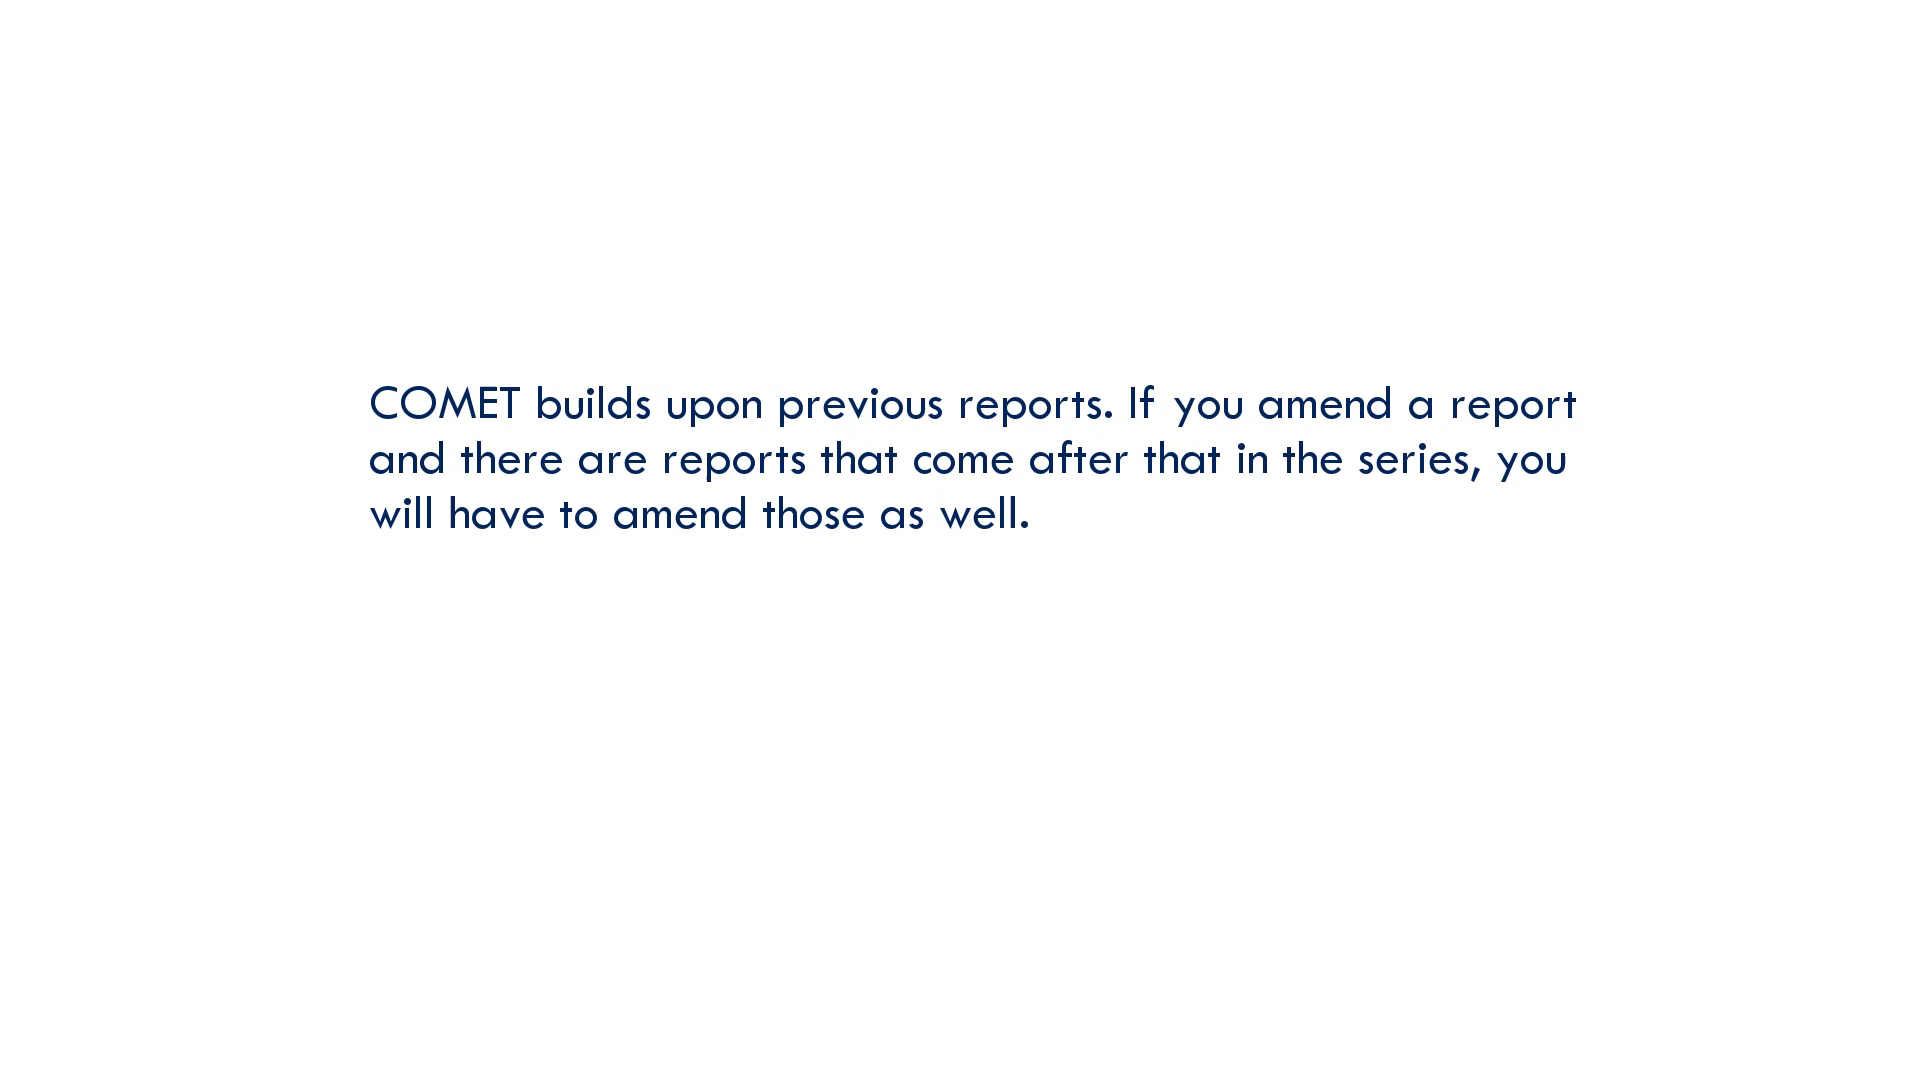 COMET builds upon previous reports. If you amend a report
and there are reports that come after that in the series, you
will have to amend those as well.